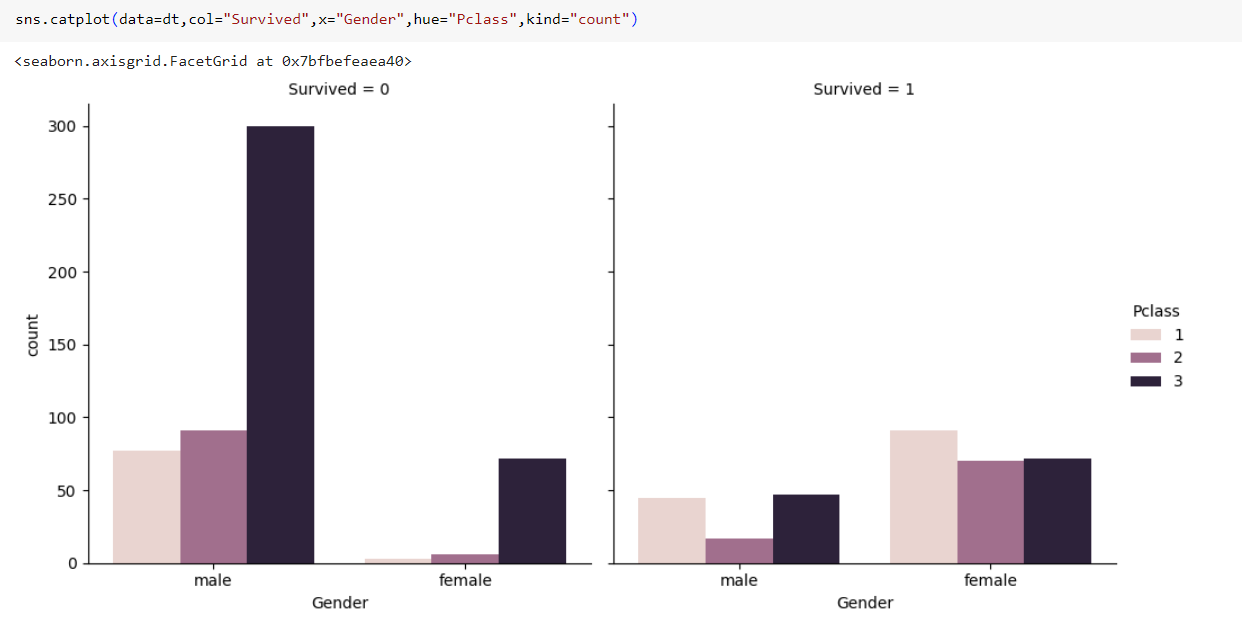 sns.catplot(data=dt,col="Survived",x="Gender",hue="Pclass",kind="count")
<seaborn.axisgrid.FacetGrid at 0x7bfbefeaea40>
Survived = 0
Survived = 1
300
250
200
150
100
50
0
count
male
female
Gender
male
female
Gender
Pclass
1
2
3